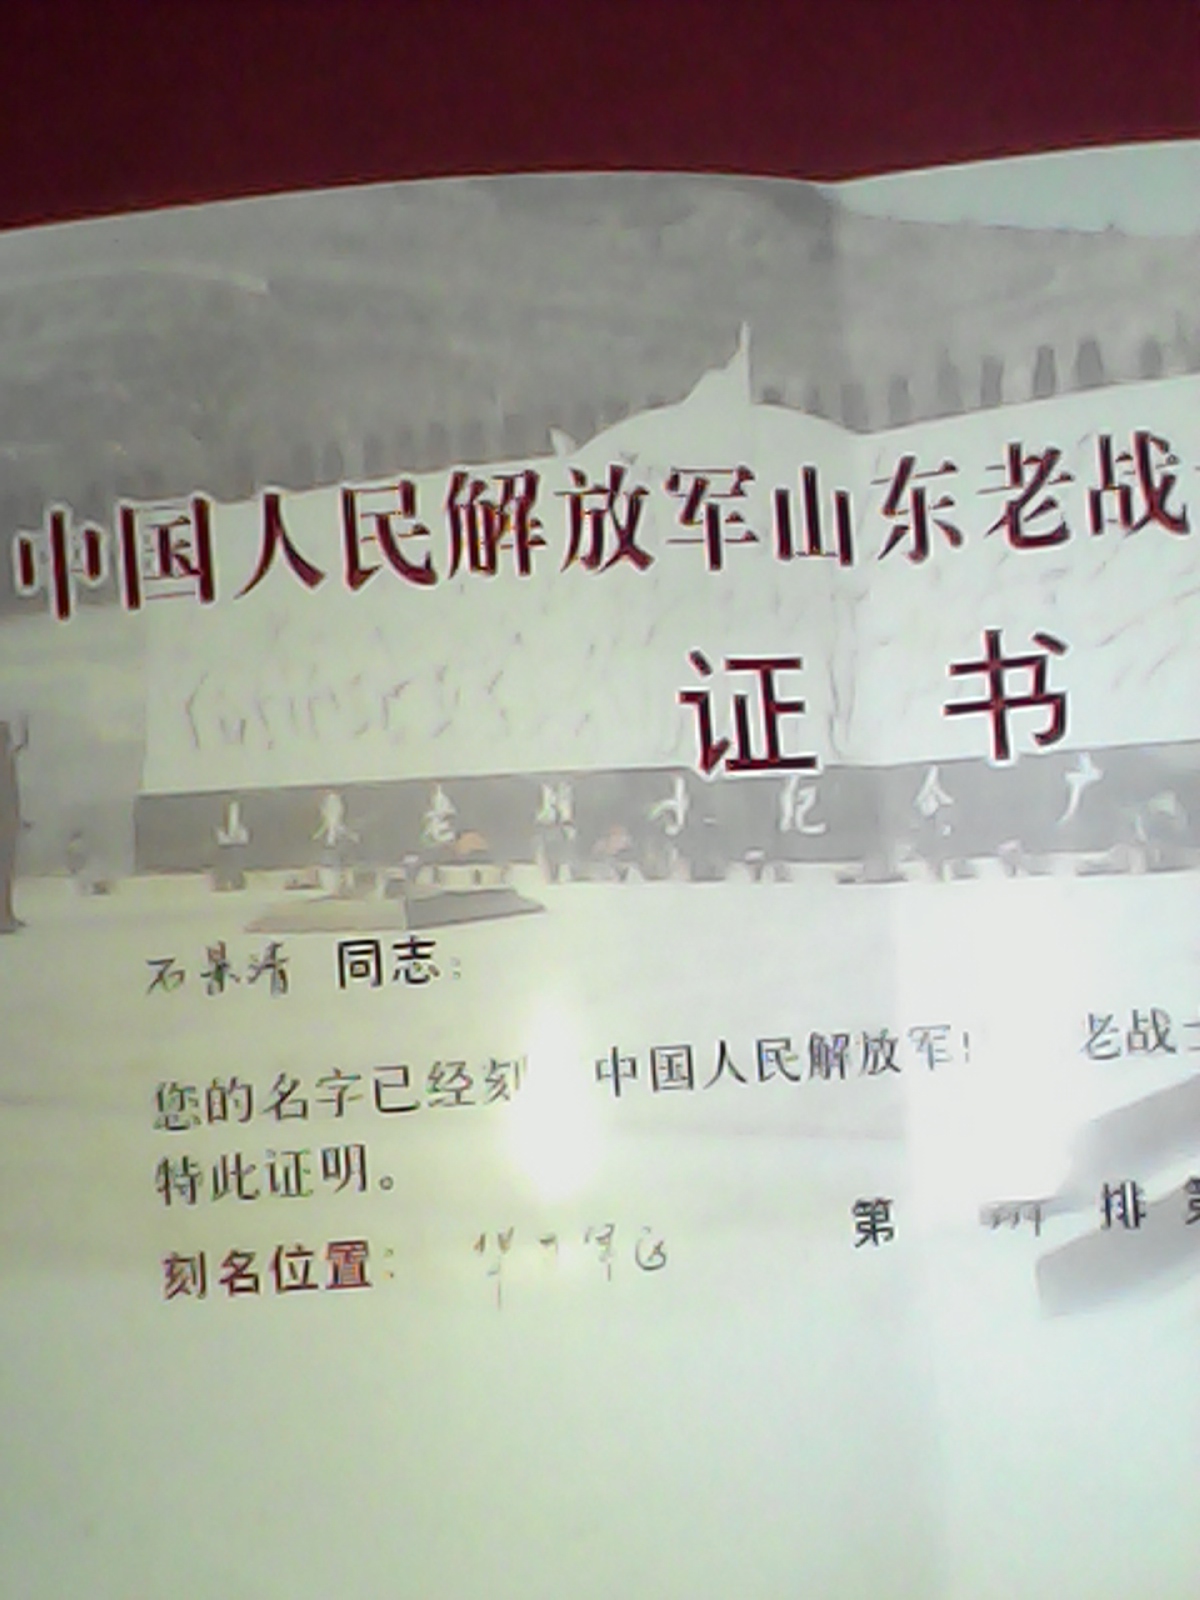 中国人民解放军山东老战
证 书
山东老战士纪念广
石景清 同志：
您的名字已经刻 中国人民解放军 老战士
特此证明。
刻名位置： 第 排 第